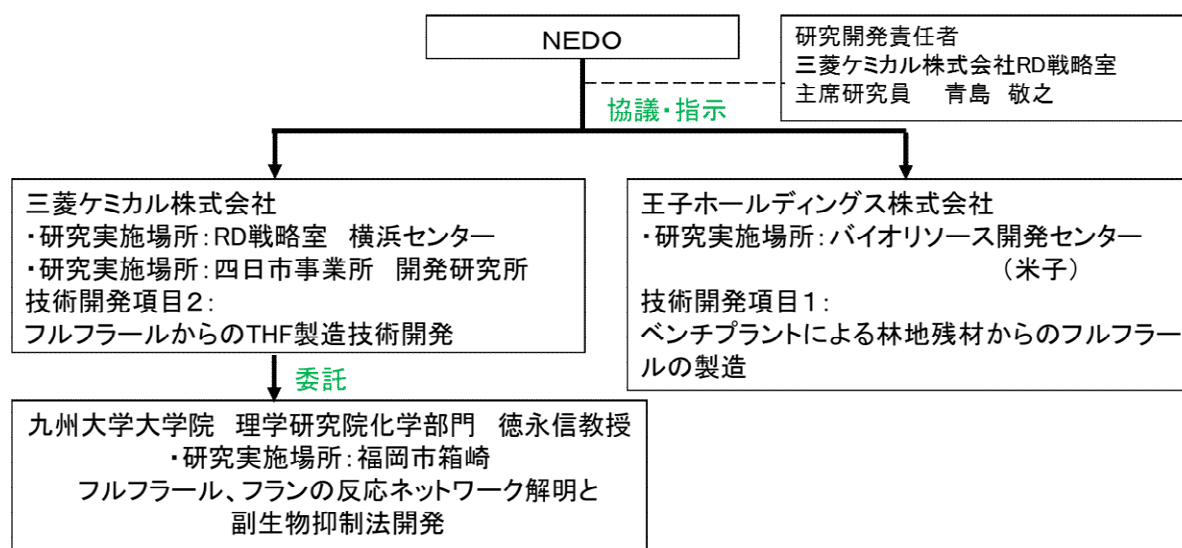 NEDO
研究開発責任者
三菱ケミカル株式会社RD戦略室
主席研究員 青島 敬之
協議・指示
三菱ケミカル株式会社
・研究実施場所:RD戦略室 横浜センター
・研究実施場所:四日市事業所 開発研究所
技術開発項目2:
フルフラールからのTHF製造技術開発
王子ホールディングス株式会社
・研究実施場所:バイオリソース開発センター
(米子)
技術開発項目1:
ベンチプラントによる林地残材からのフルフラー
ルの製造
委託
九州大学大学院 理学研究院化学部門 徳永信教授
・研究実施場所:福岡市箱崎
フルフラール、フランの反応ネットワーク解明と
副生物抑制法開発